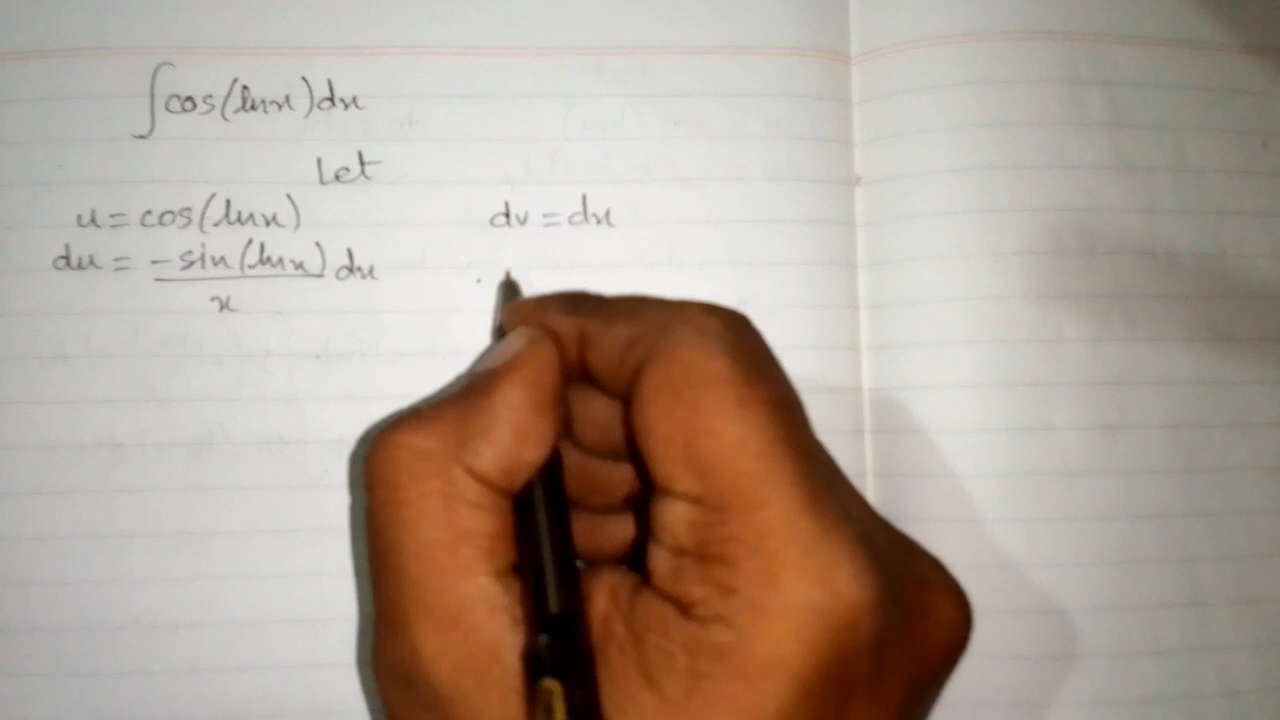 ∫cos(lnx)dx
Let
u = cos(lnx) dv = dx
du = -sin(lnx)/x dx